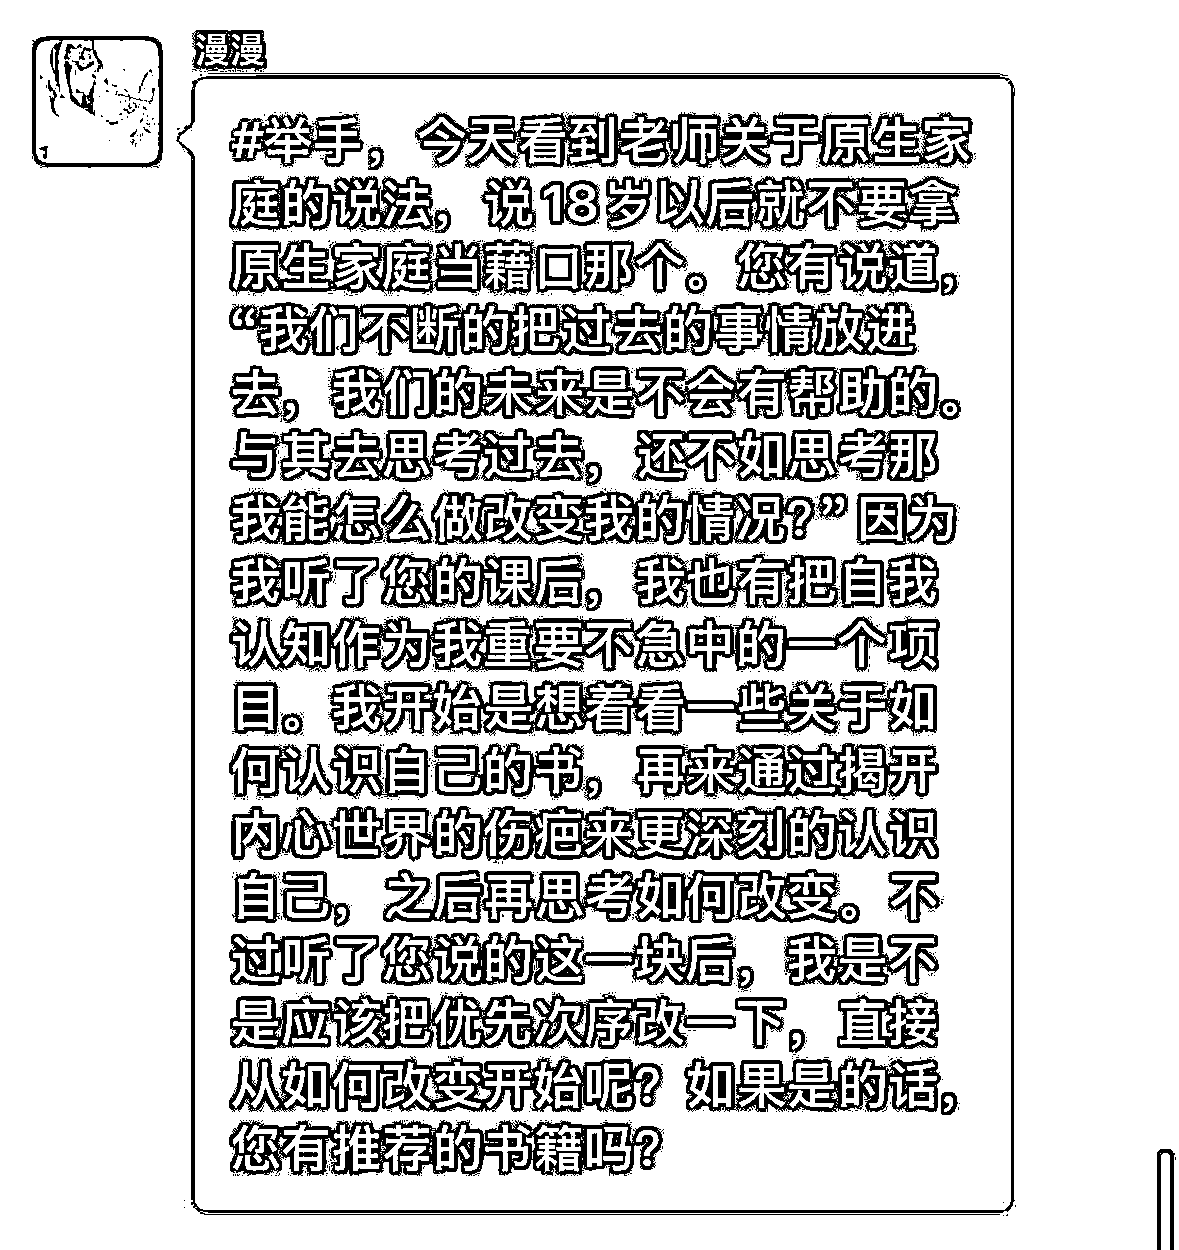 漫漫
#举手，今天看到老师关于原生家
庭的说法，说18岁以后就不要拿
原生家庭当藉口那个。您有说道，
“我们不断的把过去的事情放进
去，我们的未来是不会有帮助的。
与其去思考过去，还不如思考那
我能怎么做改变我的情况？”因为
我听了您的课后，我也有把自我
认知作为我重要不急中的一个项
目。我开始是想着看一些关于如
何认识自己的书，再来通过揭开
内心世界的伤疤来更深刻的认识
自己，之后再思考如何改变。不
过听了您说的这一块后，我是不
是应该把优先次序改一下，直接
从如何改变开始呢？如果是的话，
您有推荐的书籍吗？